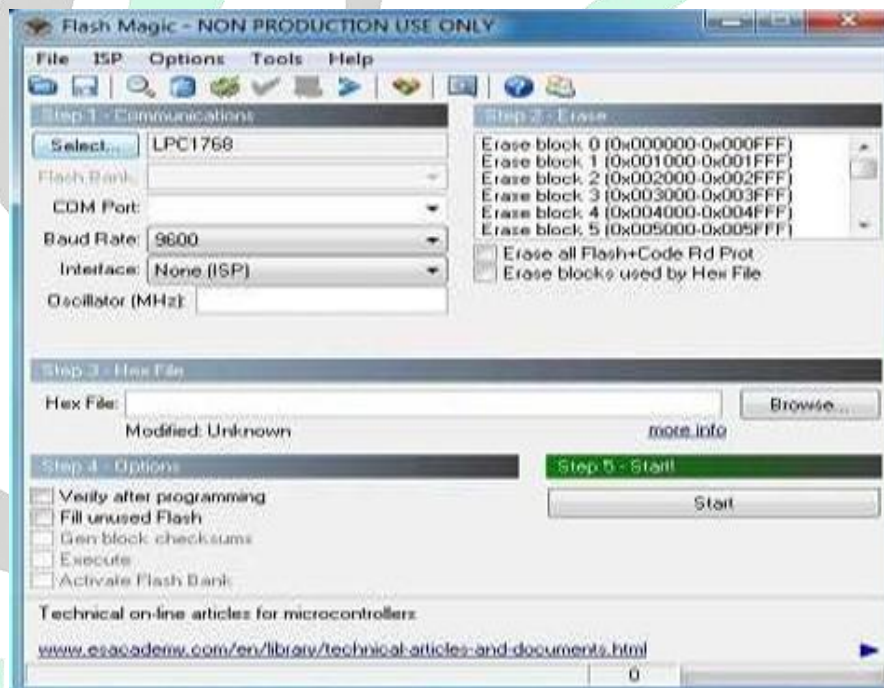 Flash Magic - NON PRODUCTION USE ONLY
File ISP Options Tools Help
Step 1 - Communications
Select... LPC1768
Flash Bank:
COM Port:
Baud Rate: 9600
Interface: None (ISP)
Oscillator (MHz):
Step 2 - Erase
Erase block 0 (0x000000-0x000FFF)
Erase block 1 (0x001000-0x001FFF)
Erase block 2 (0x002000-0x002FFF)
Erase block 3 (0x003000-0x003FFF)
Erase block 4 (0x004000-0x004FFF)
Erase block 5 (0x005000-0x005FFF)
Erase all Flash+Code Rd Prot
Erase blocks used by Hex File
Step 3 - Hex File
Hex File: Browse...
Modified: Unknown more info
Step 4 - Options
Verify after programming
Fill unused Flash
Gen block checksums
Execute
Activate Flash Bank
Step 5 - Start!
Start
Technical on-line articles for microcontrollers
www.esacademy.com/en/library/technical-articles-and-documents.html
0